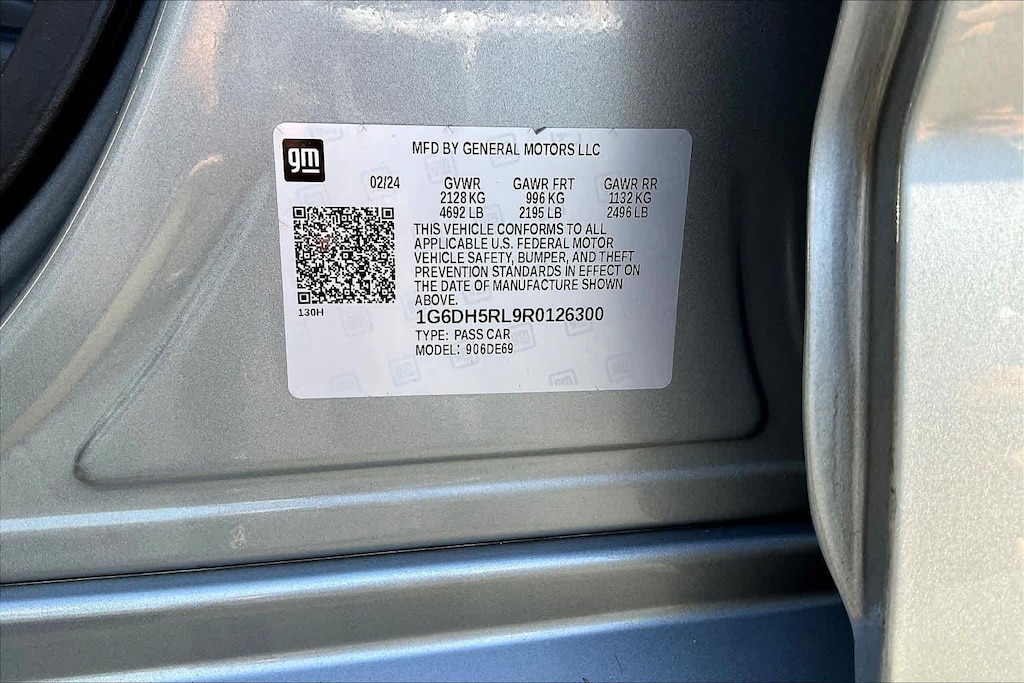 gm
MFD BY GENERAL MOTORS LLC
02/24 GVWR GAWR FRT GAWR RR
2128 KG 996 KG 1132 KG
4692 LB 2195 LB 2496 LB
THIS VEHICLE CONFORMS TO ALL
APPLICABLE U.S. FEDERAL MOTOR
VEHICLE SAFETY, BUMPER, AND THEFT
PREVENTION STANDARDS IN EFFECT ON
THE DATE OF MANUFACTURE SHOWN
ABOVE.
130H
1G6DH5RL9R0126300
TYPE: PASS CAR
MODEL: 906DE69